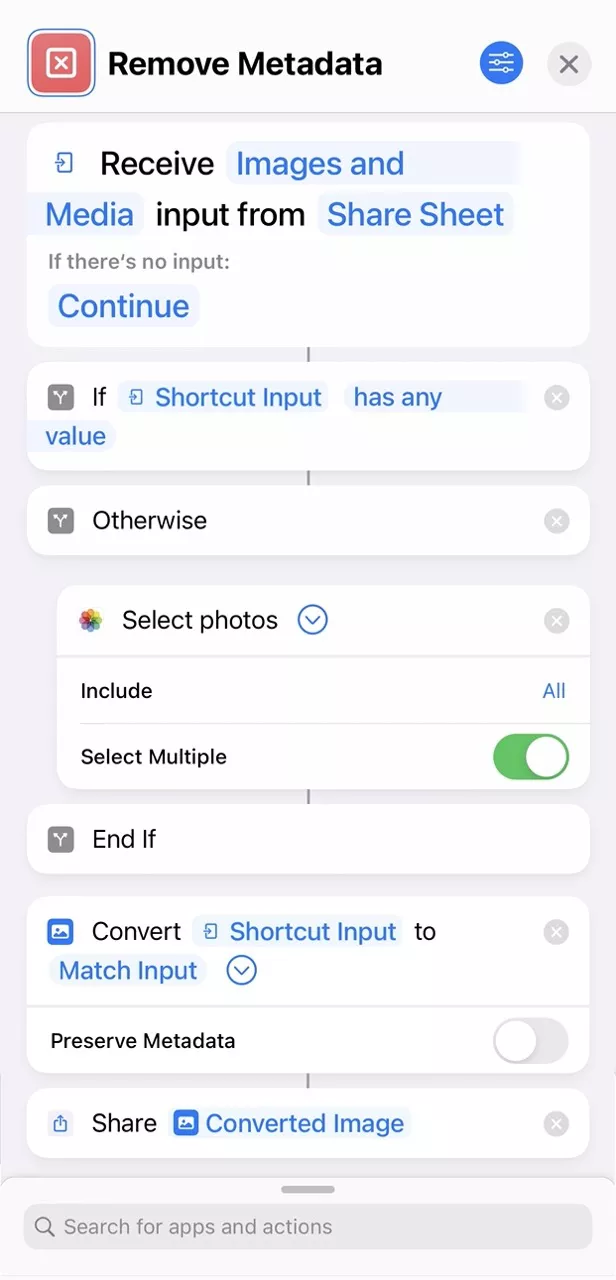 Remove Metadata
Receive Images and
Media input from Share Sheet
If there's no input:
Continue
If Shortcut Input has any
value
Otherwise
Select photos
Include All
Select Multiple
End If
Convert Shortcut Input to
Match Input
Preserve Metadata
Share Converted Image
Search for apps and actions